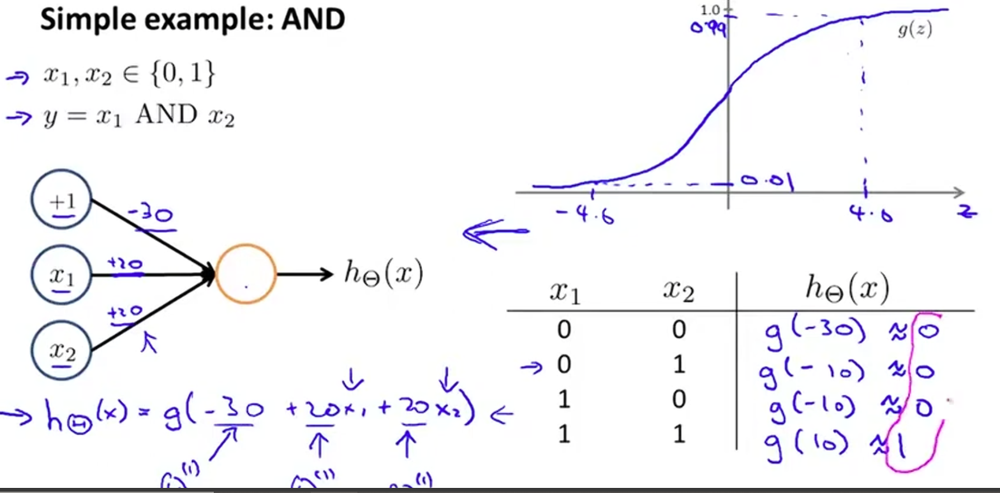 Simple example: AND
→ x₁, x₂ ∈ {0, 1}
→ y = x₁ AND x₂
+1
-30
x₁
+20
x₂
+20
hΘ(x)
→ hΘ(x) = g(-30 + 20x₁ + 20x₂) ←
1.0
0.99
g(z)
0.01
-4.6
4.6
z
x₁ x₂ hΘ(x)
0 0 g(-30) ≈ 0
→ 0 1 g(-10) ≈ 0
1 0 g(-10) ≈ 0
1 1 g(10) ≈ 1